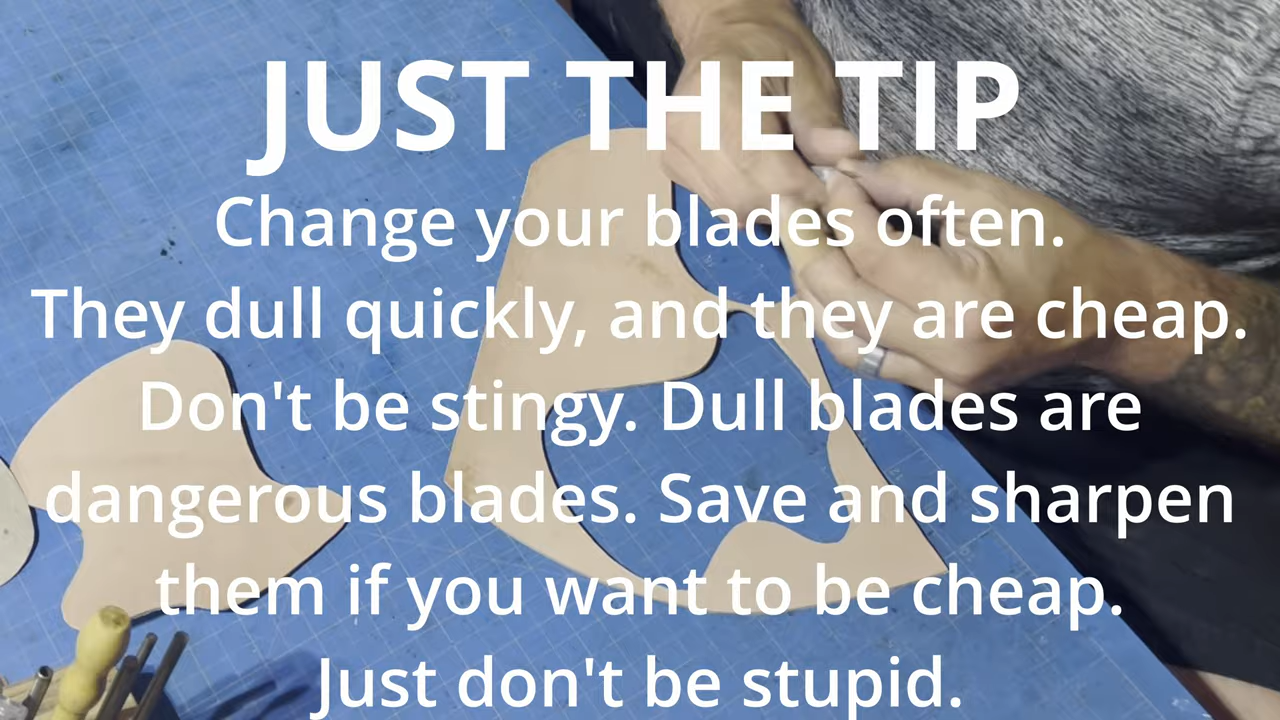 JUST THE TIP
Change your blades often.
They dull quickly, and they are cheap.
Don't be stingy. Dull blades are
dangerous blades. Save and sharpen
them if you want to be cheap.
Just don't be stupid.